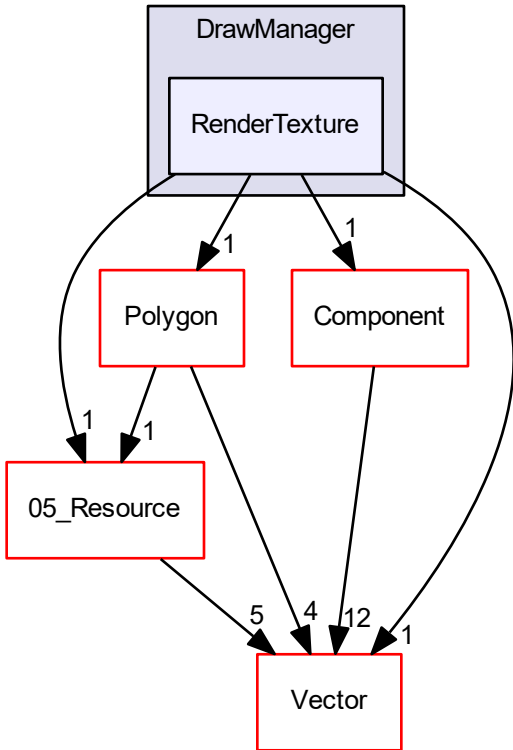 DrawManager
RenderTexture
1
1
Polygon
Component
1
1
05_Resource
5
4
12
1
Vector